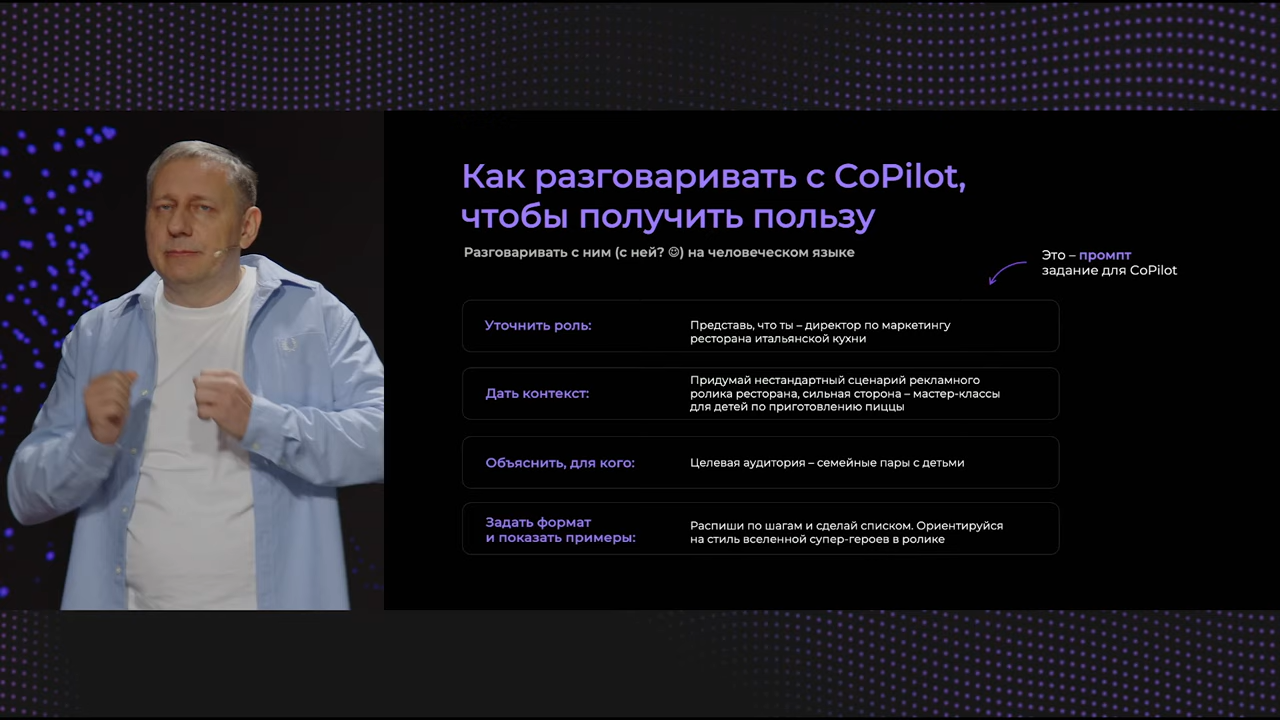 Как разговаривать с CoPilot,
чтобы получить пользу
Разговаривать с ним (с ней? ☺) на человеческом языке
Это – промпт
задание для CoPilot
Уточнить роль:
Представь, что ты – директор по маркетингу
ресторана итальянской кухни
Дать контекст:
Придумай нестандартный сценарий рекламного
ролика ресторана, сильная сторона – мастер-классы
для детей по приготовлению пиццы
Объяснить, для кого:
Целевая аудитория – семейные пары с детьми
Задать формат
и показать примеры:
Распиши по шагам и сделай списком. Ориентируйся
на стиль вселенной супер-героев в ролике